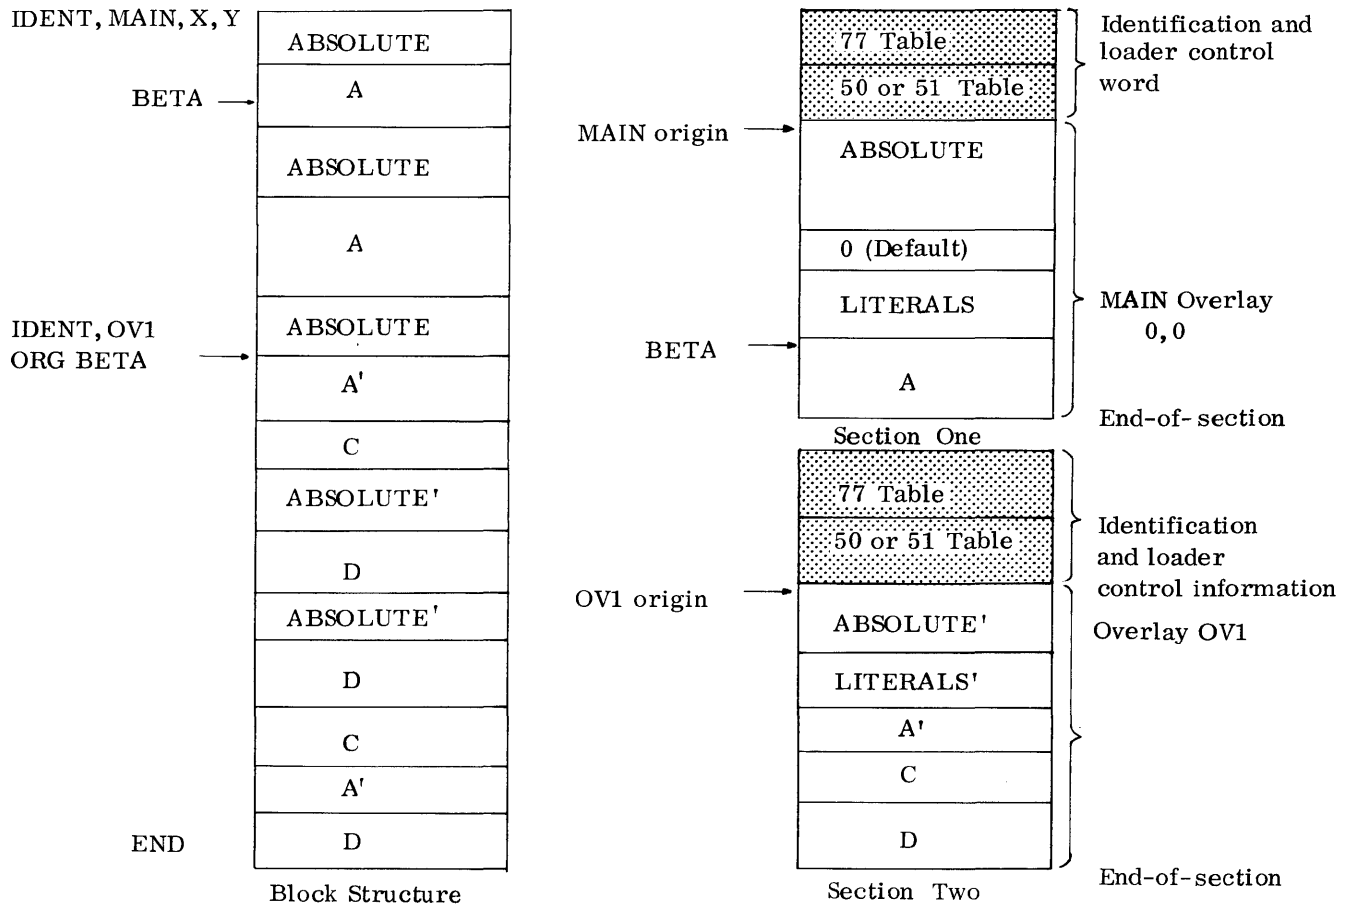 IDENT, MAIN, X, Y
ABSOLUTE
A
BETA
ABSOLUTE
A
ABSOLUTE
IDENT, OV1
ORG BETA
A'
C
ABSOLUTE'
D
ABSOLUTE'
D
C
A'
END
D
Block Structure
77 Table
50 or 51 Table
Identification and
loader control
word
MAIN origin
ABSOLUTE
0 (Default)
LITERALS
MAIN Overlay
0,0
BETA
A
End-of-section
Section One
77 Table
50 or 51 Table
Identification
and loader
control information
OV1 origin
ABSOLUTE'
Overlay OV1
LITERALS'
A'
C
D
End-of-section
Section Two